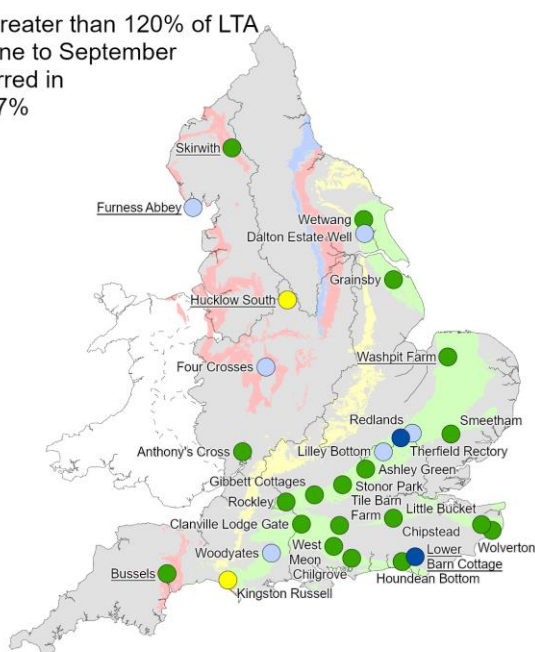 reater than 120% of LTA
ne to September
rred in
7%
Skirwith
Furness Abbey
Wetwang
Dalton Estate Well
Grainsby
Hucklow South
Washpit Farm
Four Crosses
Redlands
Smeetham
Anthony's Cross
Lilley Bottom
Therfield Rectory
Ashley Green
Gibbett Cottages
Stonor Park
Rockley
Tile Barn
Farm
Little Bucket
Clanville Lodge Gate
Chipstead
Woodyates
West
Meon
Lower
Barn Cottage
Wolverton
Bussels
Chilgrove
Houndean Bottom
Kingston Russell